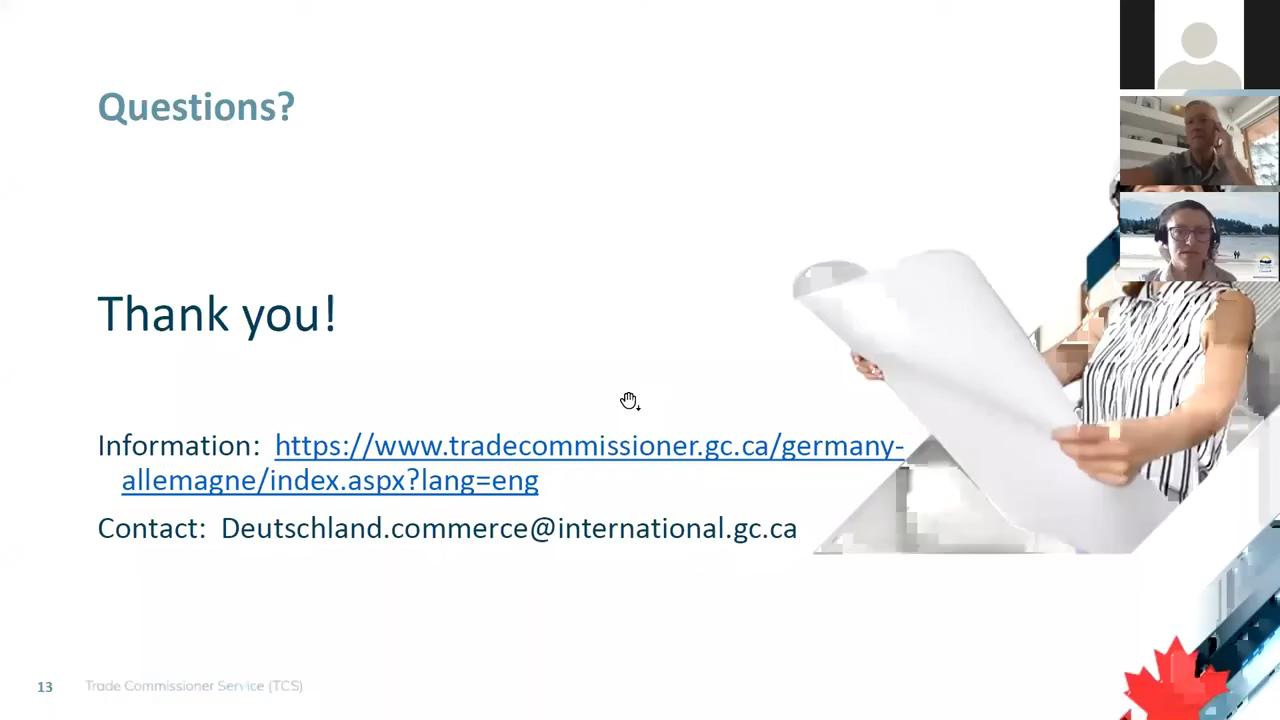 Questions?
Thank you!
Information: https://www.tradecommissioner.gc.ca/germany-
allemagne/index.aspx?lang=eng
Contact: Deutschland.commerce@international.gc.ca
13 Trade Commissioner Service (TCS)